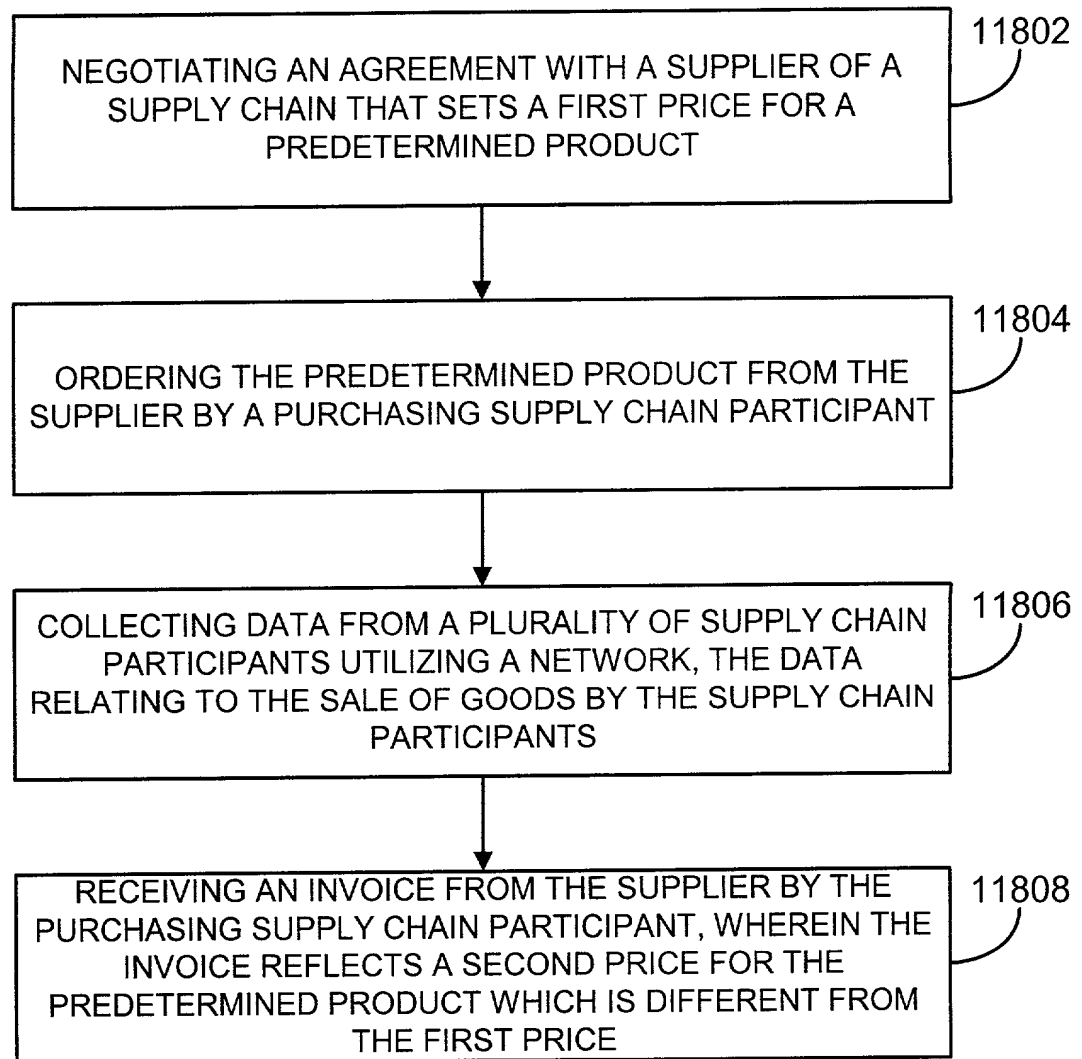 11802
NEGOTIATING AN AGREEMENT WITH A SUPPLIER OF A
SUPPLY CHAIN THAT SETS A FIRST PRICE FOR A
PREDETERMINED PRODUCT
11804
ORDERING THE PREDETERMINED PRODUCT FROM THE
SUPPLIER BY A PURCHASING SUPPLY CHAIN PARTICIPANT
11806
COLLECTING DATA FROM A PLURALITY OF SUPPLY CHAIN
PARTICIPANTS UTILIZING A NETWORK, THE DATA
RELATING TO THE SALE OF GOODS BY THE SUPPLY CHAIN
PARTICIPANTS
11808
RECEIVING AN INVOICE FROM THE SUPPLIER BY THE
PURCHASING SUPPLY CHAIN PARTICIPANT, WHEREIN THE
INVOICE REFLECTS A SECOND PRICE FOR THE
PREDETERMINED PRODUCT WHICH IS DIFFERENT FROM
THE FIRST PRICE